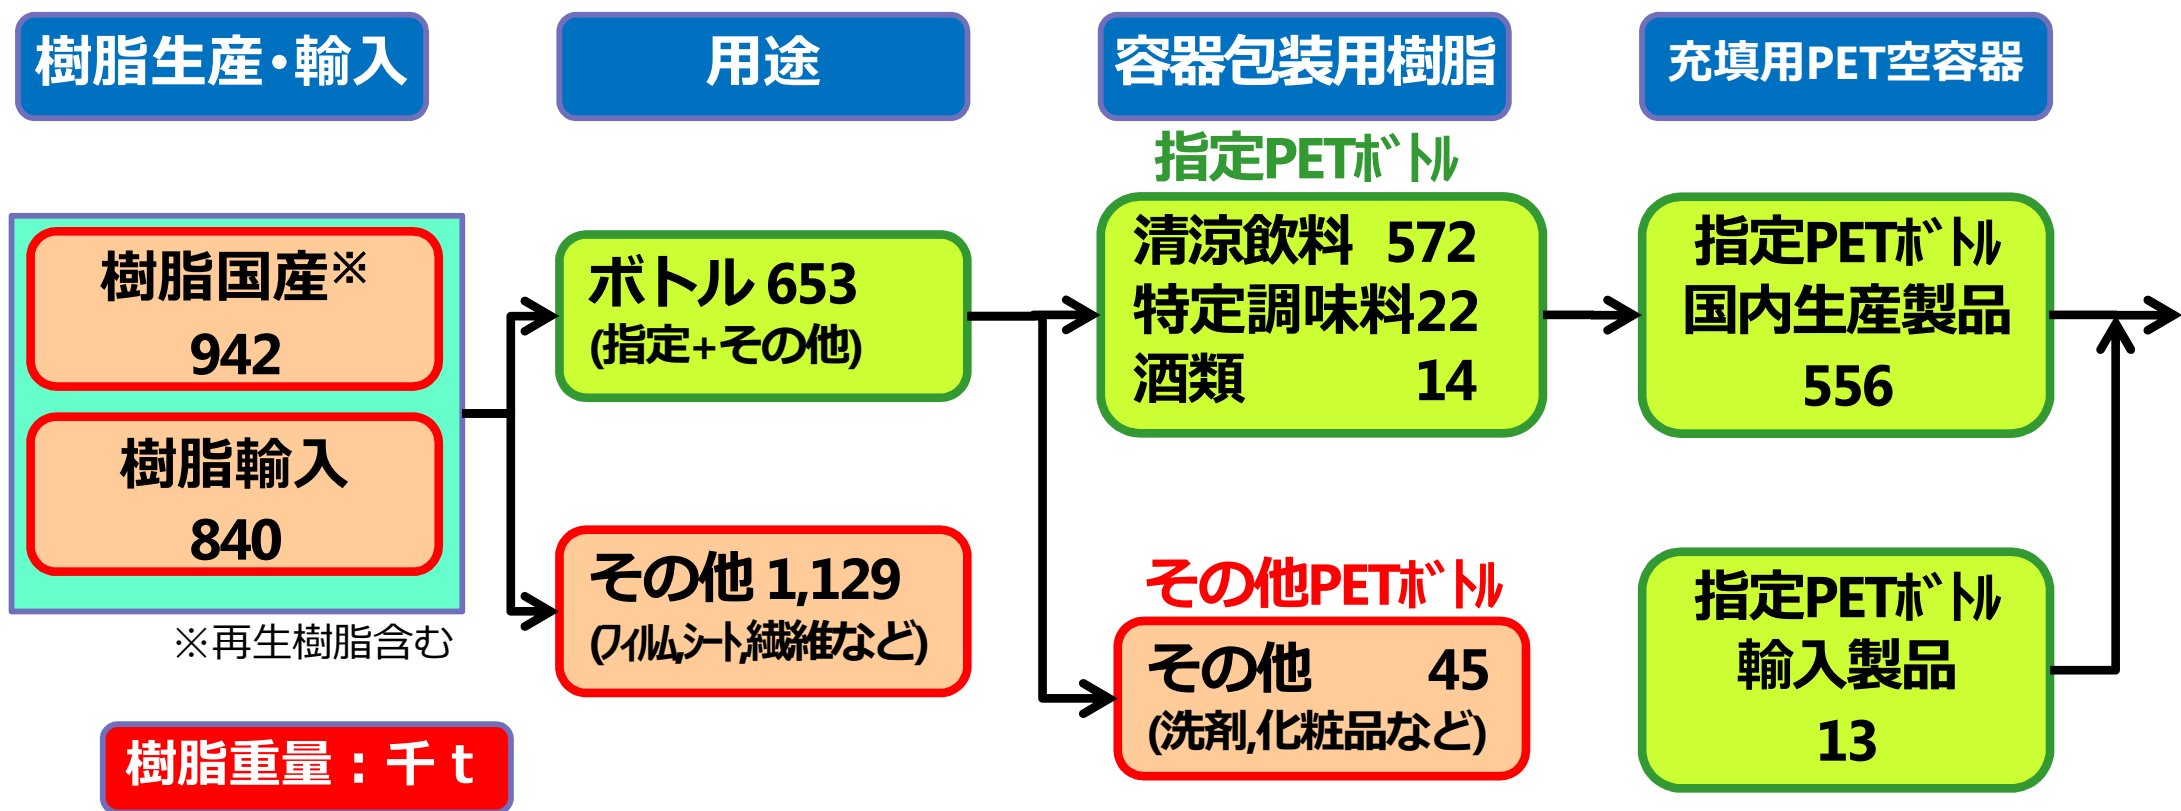 樹脂生産・輸入
用途
容器包装用樹脂
充填用PET空容器
樹脂国産※
942
樹脂輸入
840
※再生樹脂含む
樹脂重量：千ｔ
ボトル 653
(指定+その他)
その他 1,129
(ﾌｨﾙﾑ,ｼｰﾄ,繊維など)
指定PETﾎﾞﾄﾙ
清涼飲料 572
特定調味料22
酒類 14
その他PETﾎﾞﾄﾙ
その他 45
(洗剤,化粧品など)
指定PETﾎﾞﾄﾙ
国内生産製品
556
指定PETﾎﾞﾄﾙ
輸入製品
13